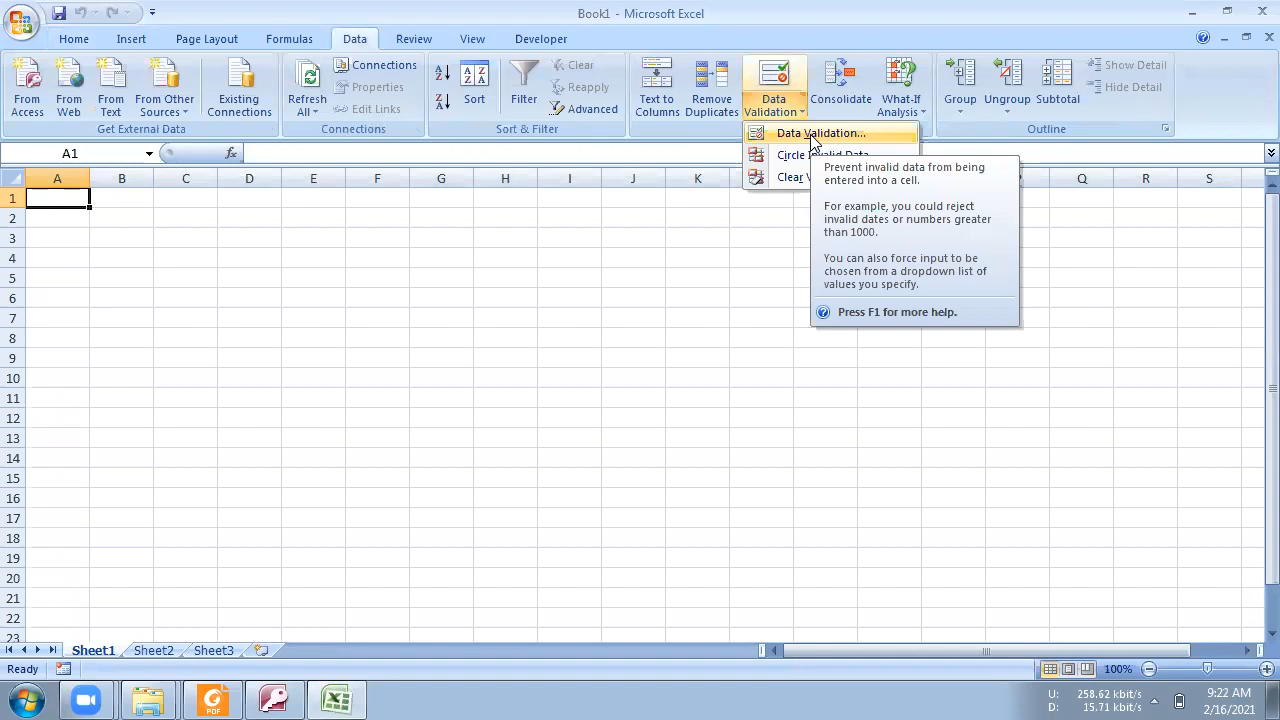 Book1 - Microsoft Excel
Home Insert Page Layout Formulas Data Review View Developer
From Access
From Web
From Text
From Other Sources
Existing Connections
Get External Data
Refresh All
Connections
Properties
Edit Links
Connections
Sort
Filter
Clear
Reapply
Advanced
Sort & Filter
Text to Columns
Remove Duplicates
Data Validation
Consolidate
What-If Analysis
Group
Ungroup
Subtotal
Show Detail
Hide Detail
Outline
Data Validation...
Circle Invalid Data
Clear V
Prevent invalid data from being
entered into a cell.
For example, you could reject
invalid dates or numbers greater
than 1000.
You can also force input to be
chosen from a dropdown list of
values you specify.
Press F1 for more help.
A1 fx
A B C D E F G H I J K Q R S
1
2
3
4
5
6
7
8
9
10
11
12
13
14
15
16
17
18
19
20
21
22
23
Sheet1 Sheet2 Sheet3
Ready 100%
PDF
U: 258.62 kbit/s
D: 15.71 kbit/s
9:22 AM
2/16/2021